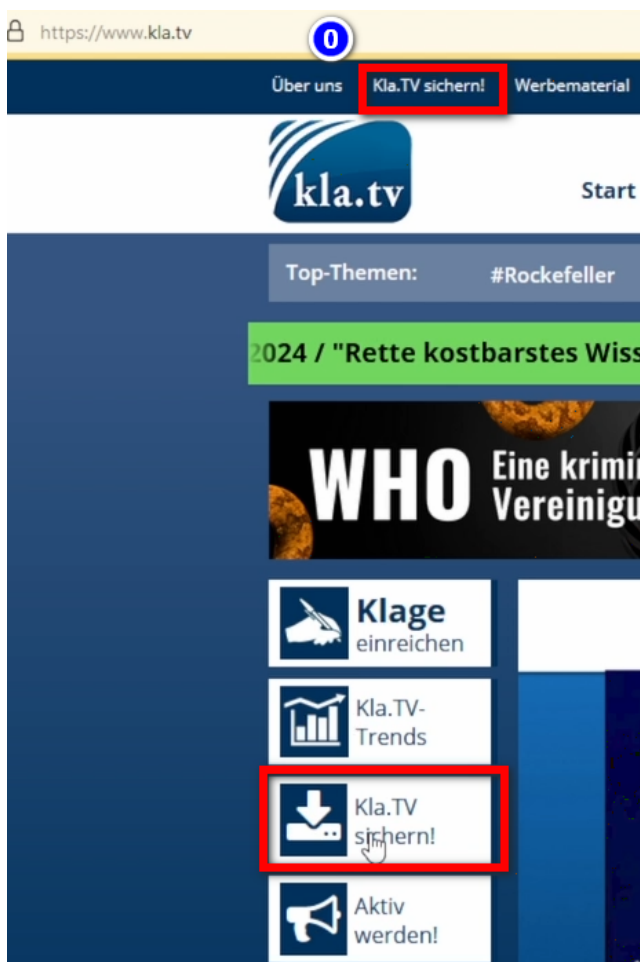 https://www.kla.tv
0
Über uns Kla.TV sichern! Werbematerial
kla.tv
Start
Top-Themen: #Rockefeller
2024 / "Rette kostbarstes Wiss
WHO
Eine krimi
Vereinigu
Klage
einreichen
Kla.TV-
Trends
Kla.TV
sichern!
Aktiv
werden!